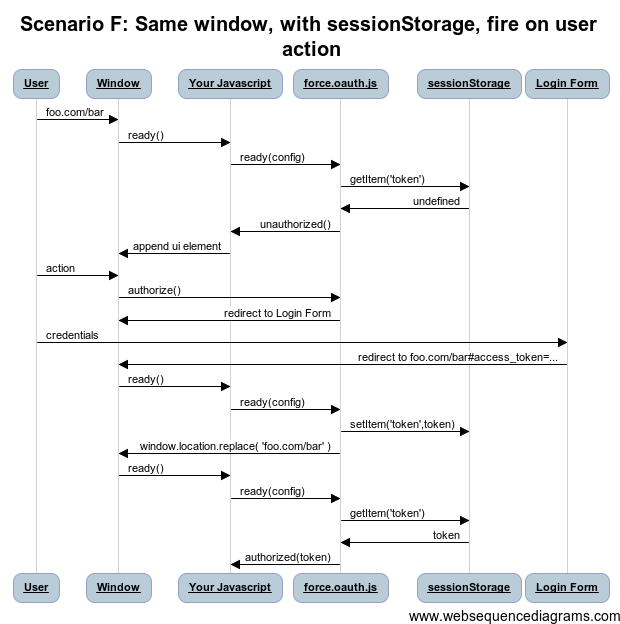 Scenario F: Same window, with sessionStorage, fire on user
action
User Window Your Javascript force.oauth.js sessionStorage Login Form
foo.com/bar
ready()
ready(config)
getItem('token')
undefined
unauthorized()
append ui element
action
authorize()
redirect to Login Form
credentials
redirect to foo.com/bar#access_token=...
ready()
ready(config)
setItem('token',token)
window.location.replace( 'foo.com/bar' )
ready()
ready(config)
getItem('token')
token
authorized(token)
User Window Your Javascript force.oauth.js sessionStorage Login Form
www.websequencediagrams.com